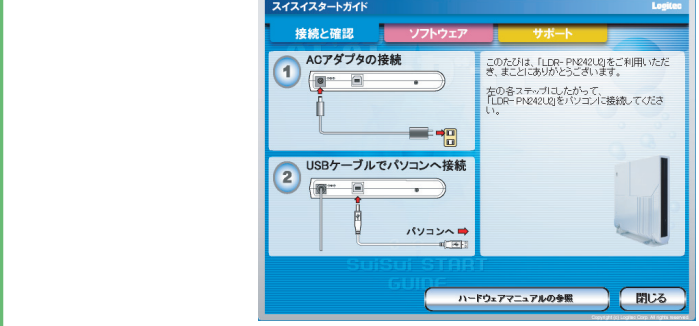 スイスイスタートガイド
Logitec
接続と確認
ソフトウェア
サポート
1
ACアダプタの接続
このたびは、「LDR-PN242U2」をご利用いただ
き、まことにありがとうございます。
左の各ステップにしたがって、
「LDR-PN242U2」をパソコンに接続してくださ
い。
2
USBケーブルでパソコンへ接続
パソコンへ
SuiSui START
GUIDE
ハードウェアマニュアルの参照
閉じる
Copyright (c) Logitec Corp. All rights reserved.